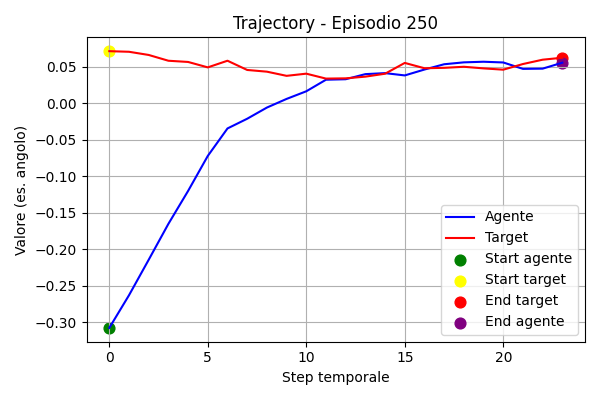 Trajectory - Episodio 250
Valore (es. angolo)
0.05
0.00
−0.05
−0.10
−0.15
−0.20
−0.25
−0.30
0 5 10 15 20
Step temporale
Agente
Target
Start agente
Start target
End target
End agente